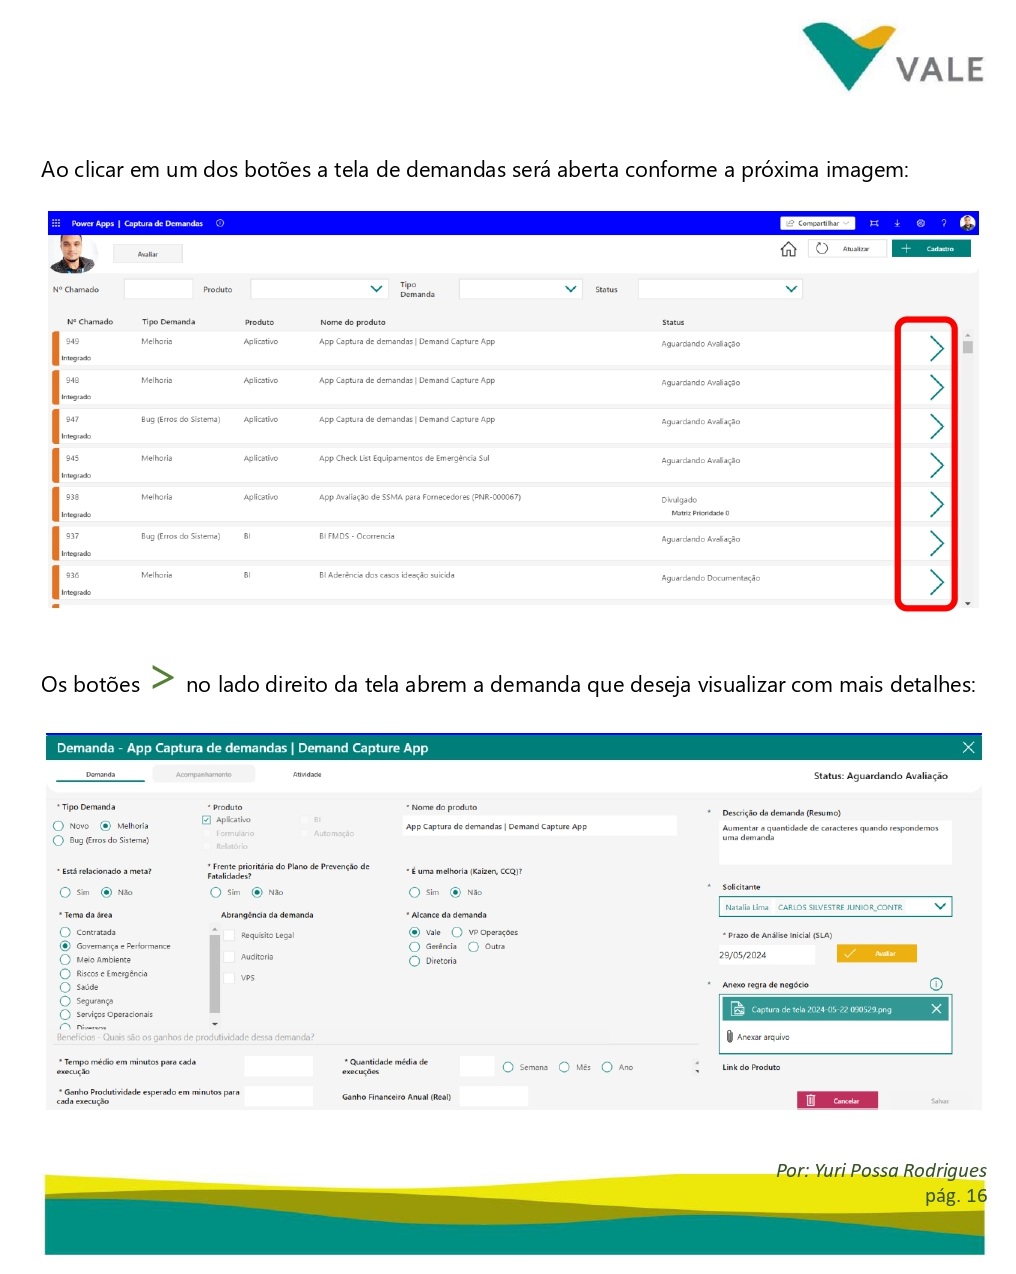 VALE
Ao clicar em um dos botões a tela de demandas será aberta conforme a próxima imagem:
Power Apps | Captura de Demandas
Compartilhar
Avaliar
Atualizar
Cadastro
Nº Chamado
Produto
Tipo
Demanda
Status
Nº Chamado Tipo Demanda Produto Nome do produto Status
949 Melhoria Aplicativo App Captura de demandas | Demand Capture App Aguardando Avaliação
Integrado
948 Melhoria Aplicativo App Captura de demandas | Demand Capture App Aguardando Avaliação
Integrado
947 Bug (Erros do Sistema) Aplicativo App Captura de demandas | Demand Capture App Aguardando Avaliação
Integrado
945 Melhoria Aplicativo App Check List Equipamentos de Emergência Sul Aguardando Avaliação
Integrado
938 Melhoria Aplicativo App Avaliação de SSMA para Fornecedores (PNR-000067) Divulgado
Integrado Matriz Prioridade 0
937 Bug (Erros do Sistema) BI BI FMDS - Ocorrencia Aguardando Avaliação
Integrado
936 Melhoria BI BI Aderência dos casos ideação suicida Aguardando Documentação
Integrado
Os botões > no lado direito da tela abrem a demanda que deseja visualizar com mais detalhes:
Demanda - App Captura de demandas | Demand Capture App
Demanda Acompanhamento Atividade
Status: Aguardando Avaliação
* Tipo Demanda
Novo Melhoria
Bug (Erros do Sistema)
* Produto
Aplicativo BI
Formulário Automação
Relatório
* Nome do produto
App Captura de demandas | Demand Capture App
* Está relacionado a meta?
Sim Não
* Frente prioritária do Plano de Prevenção de
Fatalidades?
Sim Não
* É uma melhoria (Kaizen, CCQ)?
Sim Não
* Tema da área
Contratada
Governança e Performance
Meio Ambiente
Riscos e Emergência
Saúde
Segurança
Serviços Operacionais
Diversos
Abrangência da demanda
Requisito Legal
Auditoria
VPS
* Alcance da demanda
Vale VP Operações
Gerência Outra
Diretoria
Benefícios - Quais são os ganhos de produtividade dessa demanda?
* Tempo médio em minutos para cada
execução
* Quantidade média de
execuções
Semana Mês Ano
* Ganho Produtividade esperado em minutos para
cada execução
Ganho Financeiro Anual (Real)
* Descrição da demanda (Resumo)
Aumentar a quantidade de caracteres quando respondemos
uma demanda
* Solicitante
Natalia Lima CARLOS SILVESTRE JUNIOR_CONTR
* Prazo de Análise Inicial (SLA)
29/05/2024
Avaliar
* Anexo regra de negócio
Captura de tela 2024-05-22 090529.png
Anexar arquivo
Link do Produto
Cancelar
Salvar
Por: Yuri Possa Rodrigues
pág. 16